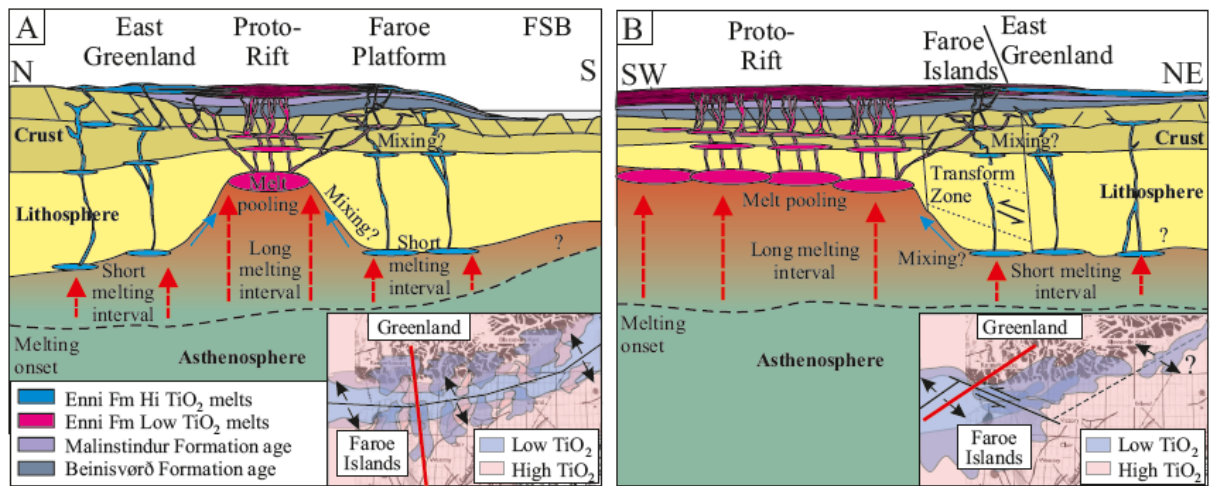 A
East
Greenland
Proto-
Rift
Faroe
Platform
FSB
N
S
Crust
Mixing?
Melt
pooling
Mixing?
Lithosphere
Short
melting
interval
Long
melting
interval
Short
melting
interval
?
Melting
onset
Asthenosphere
Enni Fm Hi TiO₂ melts
Enni Fm Low TiO₂ melts
Malinstindur Formation age
Beinisvørð Formation age
Greenland
Faroe
Islands
Low TiO₂
High TiO₂
B
Proto-
Rift
Faroe
Islands
East
Greenland
SW
NE
Mixing?
Crust
Transform
Zone
Lithosphere
Melt pooling
Long melting
interval
Mixing?
Short melting
interval
?
Melting
onset
Asthenosphere
Greenland
?
Faroe
Islands
Low TiO₂
High TiO₂